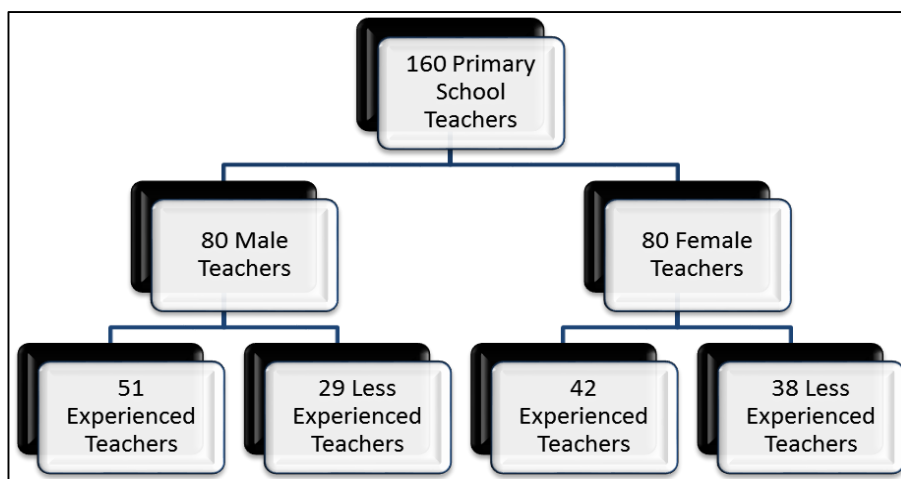 160 Primary
School
Teachers
80 Male
Teachers
80 Female
Teachers
51
Experienced
Teachers
29 Less
Experienced
Teachers
42
Experienced
Teachers
38 Less
Experienced
Teachers